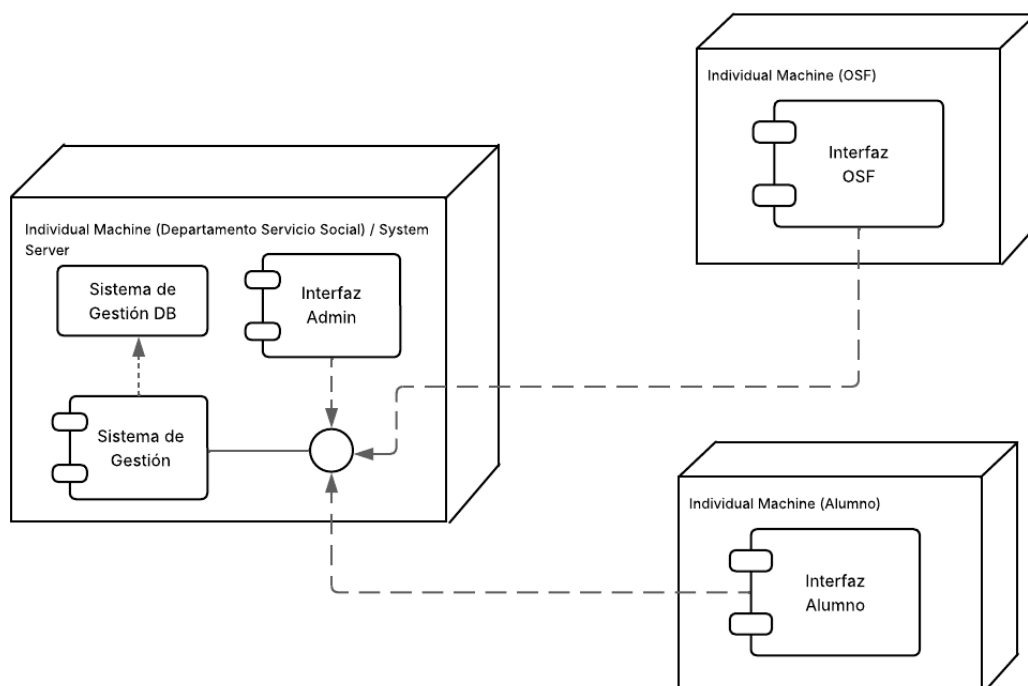 Individual Machine (OSF)
Interfaz
OSF
Individual Machine (Departamento Servicio Social) / System
Server
Sistema de
Gestión DB
Interfaz
Admin
Sistema de
Gestión
Individual Machine (Alumno)
Interfaz
Alumno